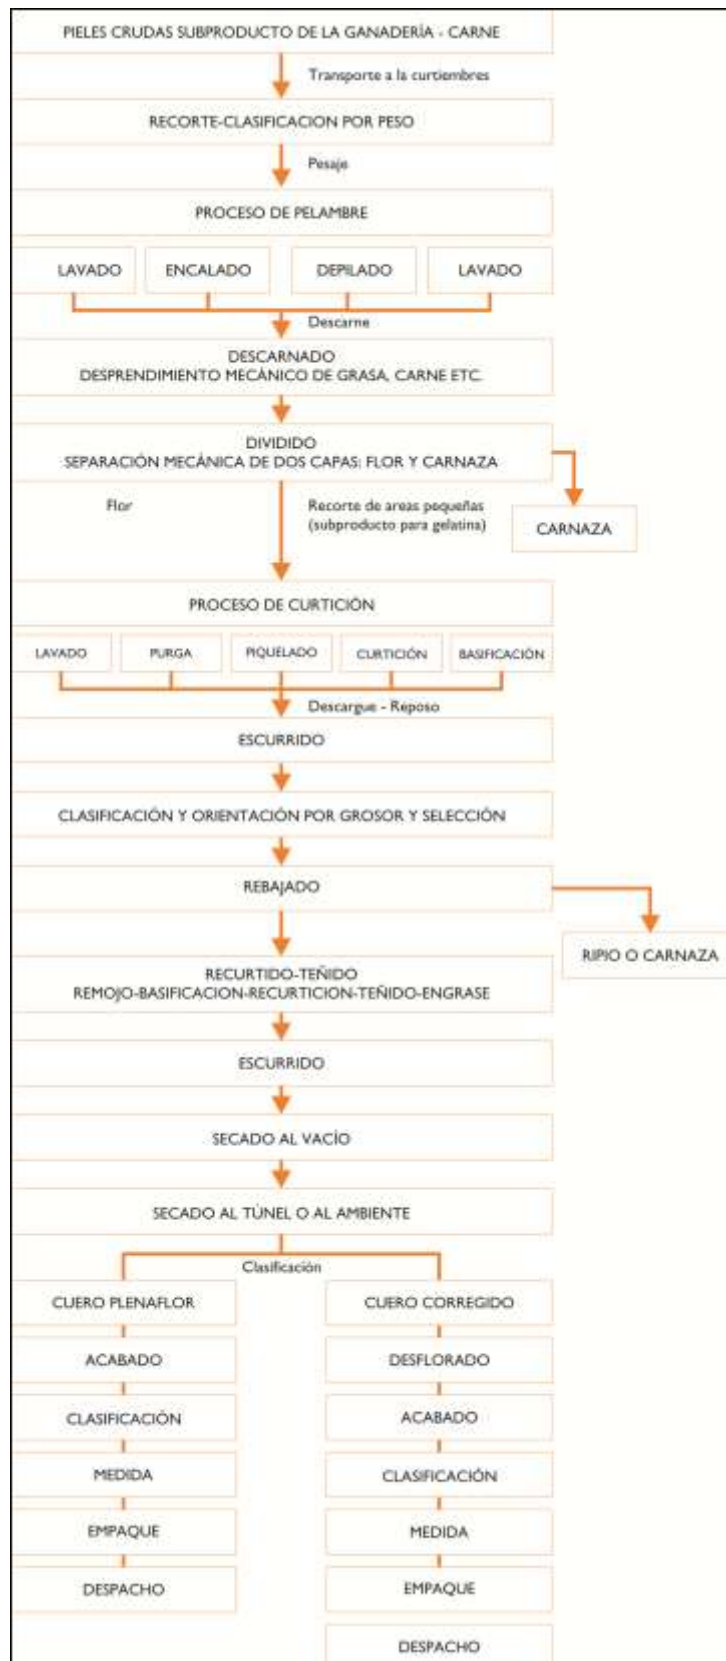 PIELES CRUDAS SUBPRODUCTO DE LA GANADERÍA - CARNE
Transporte a la curtiembres
RECORTE-CLASIFICACION POR PESO
Pesaje
PROCESO DE PELAMBRE
LAVADO
ENCALADO
DEPILADO
LAVADO
Descarne
DESCARNADO
DESPRENDIMIENTO MECÁNICO DE GRASA, CARNE ETC.
DIVIDIDO
SEPARACIÓN MECÁNICA DE DOS CAPAS: FLOR Y CARNAZA
Flor
Recorte de areas pequeñas
(subproducto para gelatina)
CARNAZA
PROCESO DE CURTICIÓN
LAVADO
PURGA
PIQUELADO
CURTICIÓN
BASIFICACIÓN
Descargue - Reposo
ESCURRIDO
CLASIFICACIÓN Y ORIENTACIÓN POR GROSOR Y SELECCIÓN
REBAJADO
RIPIO O CARNAZA
RECURTIDO-TEÑIDO
REMOJO-BASIFICACION-RECURTICION-TEÑIDO-ENGRASE
ESCURRIDO
SECADO AL VACÍO
SECADO AL TÚNEL O AL AMBIENTE
Clasificación
CUERO PLENAFLOR
ACABADO
CLASIFICACIÓN
MEDIDA
EMPAQUE
DESPACHO
CUERO CORREGIDO
DESFLORADO
ACABADO
CLASIFICACIÓN
MEDIDA
EMPAQUE
DESPACHO